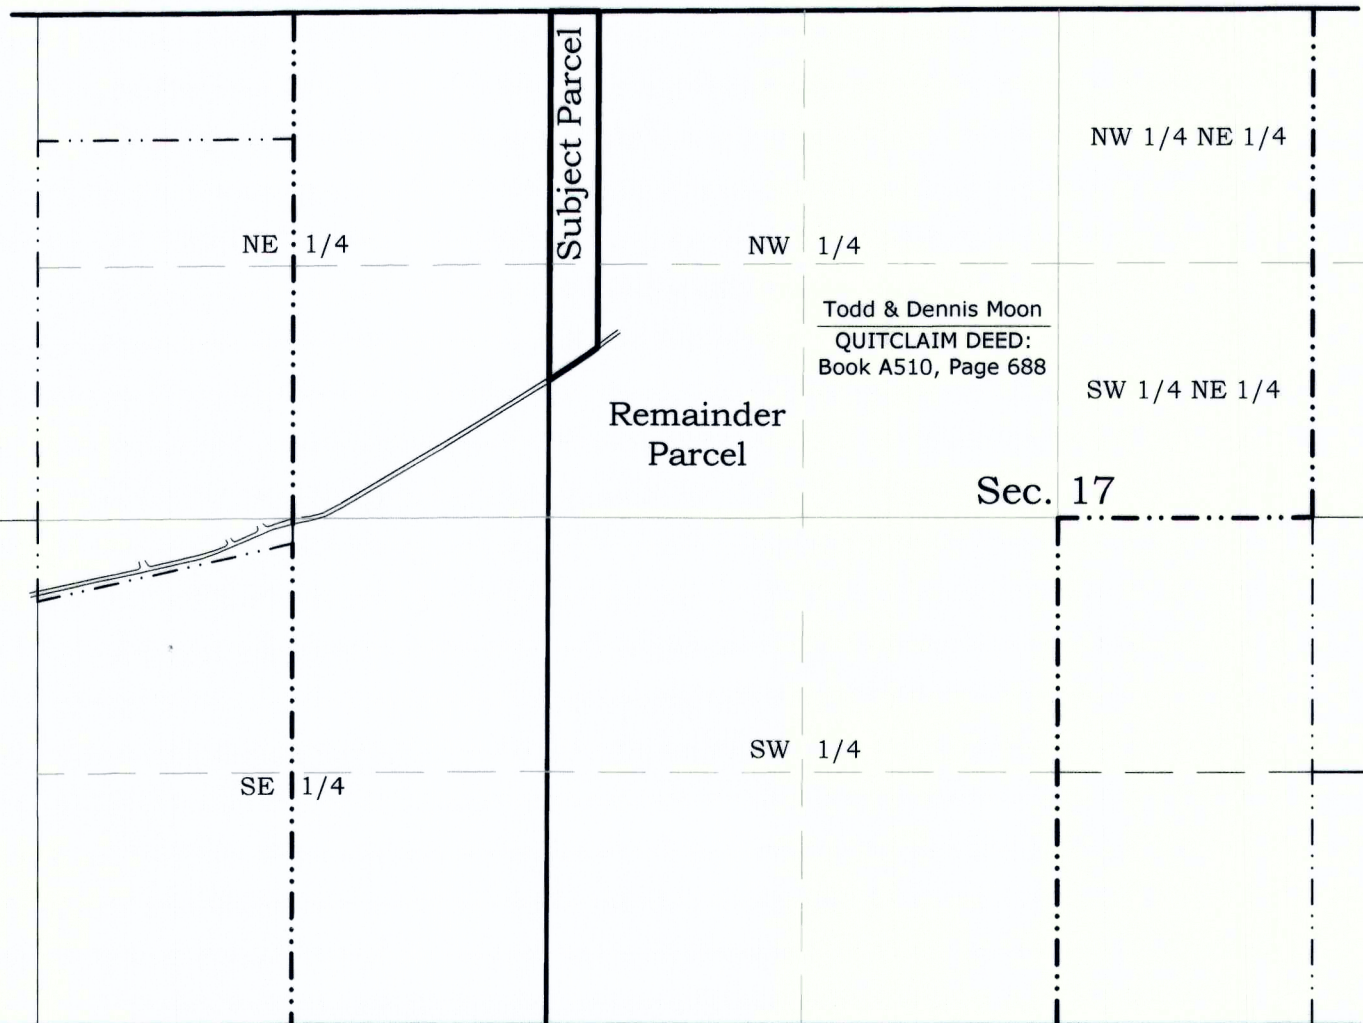 Subject Parcel
NW 1/4 NE 1/4
NE 1/4
NW 1/4
Todd & Dennis Moon
QUITCLAIM DEED:
Book A510, Page 688
SW 1/4 NE 1/4
Remainder
Parcel
Sec. 17
SW 1/4
SE 1/4